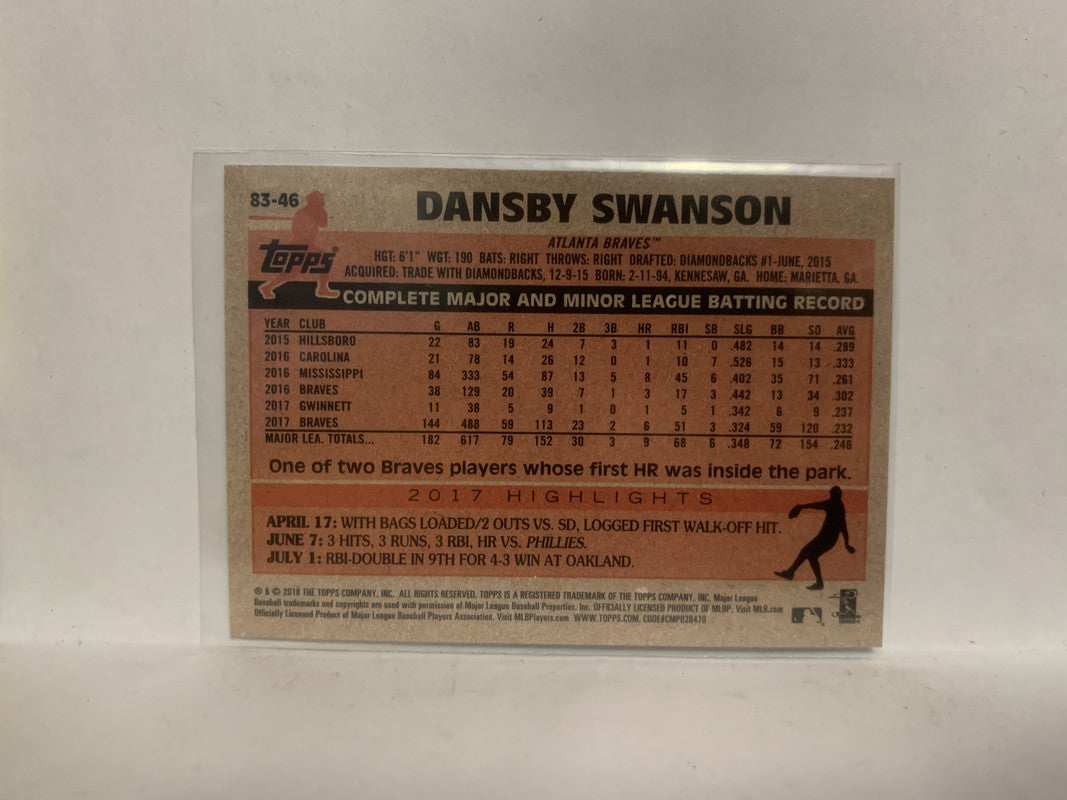 83-46
DANSBY SWANSON
ATLANTA BRAVES™
Topps®
HGT: 6'1" WGT: 190 BATS: RIGHT THROWS: RIGHT DRAFTED: DIAMONDBACKS #1-JUNE, 2015
ACQUIRED: TRADE WITH DIAMONDBACKS, 12-9-15 BORN: 2-11-94, KENNESAW, GA. HOME: MARIETTA, GA.
COMPLETE MAJOR AND MINOR LEAGUE BATTING RECORD
YEAR CLUB G AB R H 2B 3B HR RBI SB SLG BB SO AVG
2015 HILLSBORO 22 83 19 24 7 3 1 11 0 .482 14 14 .289
2016 CAROLINA 21 78 14 26 12 0 1 10 7 .526 15 13 .333
2016 MISSISSIPPI 84 333 54 87 13 5 8 45 6 .402 35 71 .261
2016 BRAVES 38 129 20 39 7 1 3 17 3 .442 13 34 .302
2017 GWINNETT 11 38 5 9 1 0 1 5 1 .342 6 9 .237
2017 BRAVES 144 488 59 113 23 2 6 51 3 .324 59 120 .232
MAJOR LEA. TOTALS... 182 617 79 152 30 3 9 68 6 .348 72 154 .246
One of two Braves players whose first HR was inside the park.
2017 HIGHLIGHTS
APRIL 17: WITH BAGS LOADED/2 OUTS VS. SD, LOGGED FIRST WALK-OFF HIT.
JUNE 7: 3 HITS, 3 RUNS, 3 RBI, HR VS. PHILLIES.
JULY 1: RBI-DOUBLE IN 9TH FOR 4-3 WIN AT OAKLAND.
® & © 2018 THE TOPPS COMPANY, INC. ALL RIGHTS RESERVED. TOPPS IS A REGISTERED TRADEMARK OF THE TOPPS COMPANY, INC. Major League
Baseball trademarks and copyrights are used with permission of Major League Baseball Properties, Inc. OFFICIALLY LICENSED PRODUCT OF MLBP. Visit MLB.com
Officially Licensed Product of Major League Baseball Players Association. Visit MLBPlayers.com WWW.TOPPS.COM. CODE#CMP026470